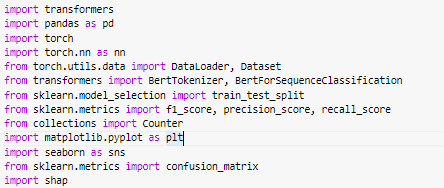 import transformers
import pandas as pd
import torch
import torch.nn as nn
from torch.utils.data import DataLoader, Dataset
from transformers import BertTokenizer, BertForSequenceClassification
from sklearn.model_selection import train_test_split
from sklearn.metrics import f1_score, precision_score, recall_score
from collections import Counter
import matplotlib.pyplot as plt
import seaborn as sns
from sklearn.metrics import confusion_matrix
import shap